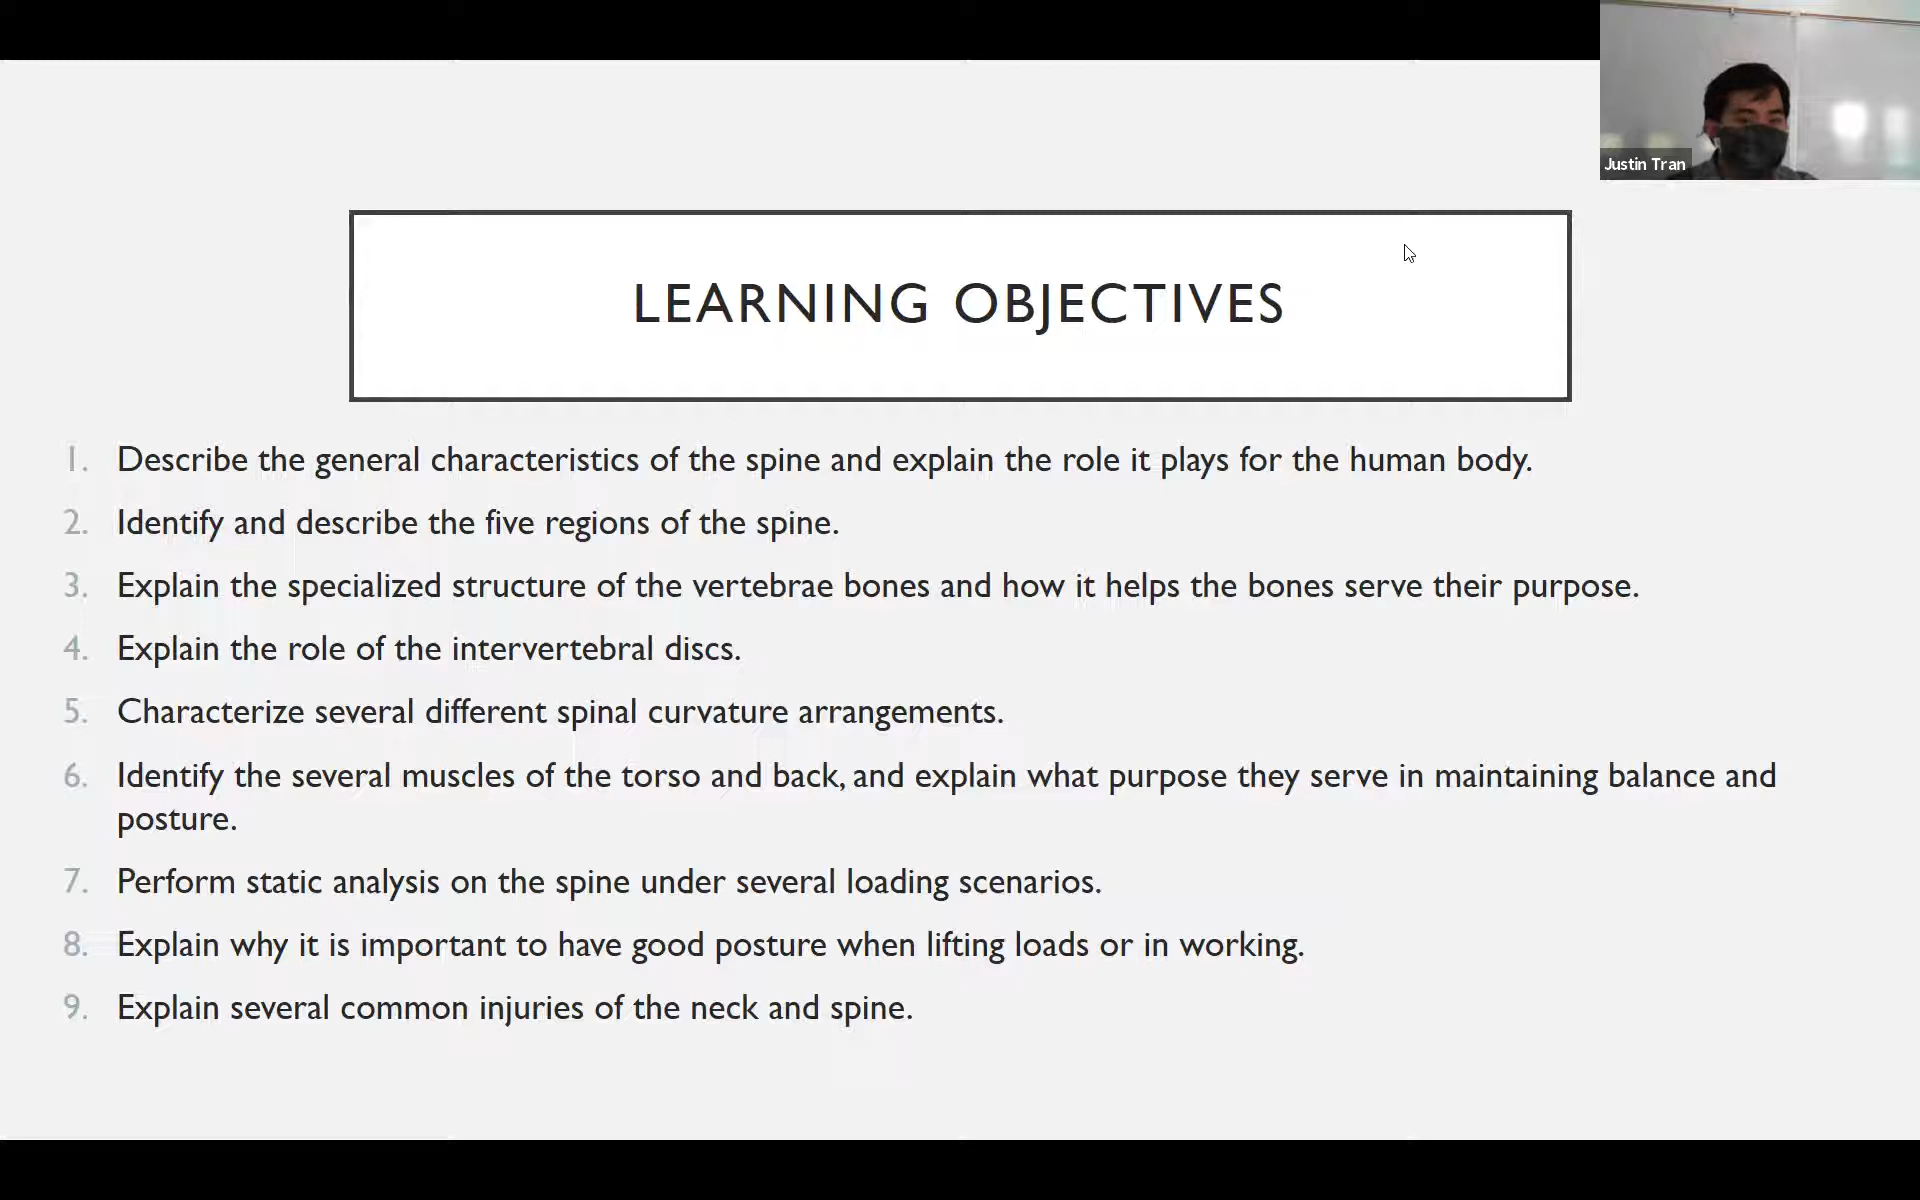 Justin Tran
LEARNING OBJECTIVES
1. Describe the general characteristics of the spine and explain the role it plays for the human body.
2. Identify and describe the five regions of the spine.
3. Explain the specialized structure of the vertebrae bones and how it helps the bones serve their purpose.
4. Explain the role of the intervertebral discs.
5. Characterize several different spinal curvature arrangements.
6. Identify the several muscles of the torso and back, and explain what purpose they serve in maintaining balance and
posture.
7. Perform static analysis on the spine under several loading scenarios.
8. Explain why it is important to have good posture when lifting loads or in working.
9. Explain several common injuries of the neck and spine.